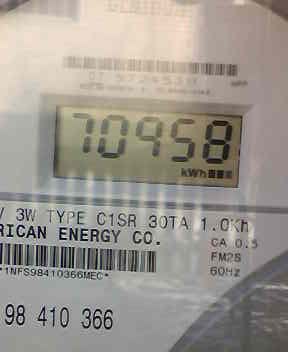 70958
kWh
/ 3W TYPE C1SR 30TA 1.0Kh
RICAN ENERGY CO.
CA 0.5
FM2S
60Hz
*1NFS98410366MEC*
98 410 366